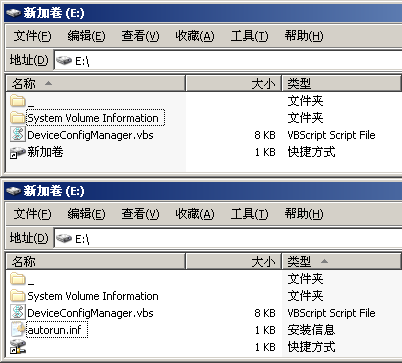 新加卷 (E:)
文件(F) 编辑(E) 查看(V) 收藏(A) 工具(T) 帮助(H)
地址(D) E:\
名称 大小 类型
_ 文件夹
System Volume Information 文件夹
DeviceConfigManager.vbs 8 KB VBScript Script File
新加卷 1 KB 快捷方式
新加卷 (E:)
文件(F) 编辑(E) 查看(V) 收藏(A) 工具(T) 帮助(H)
地址(D) E:\
名称 大小 类型
_ 文件夹
System Volume Information 文件夹
DeviceConfigManager.vbs 8 KB VBScript Script File
autorun.inf 1 KB 安装信息
1 KB 快捷方式